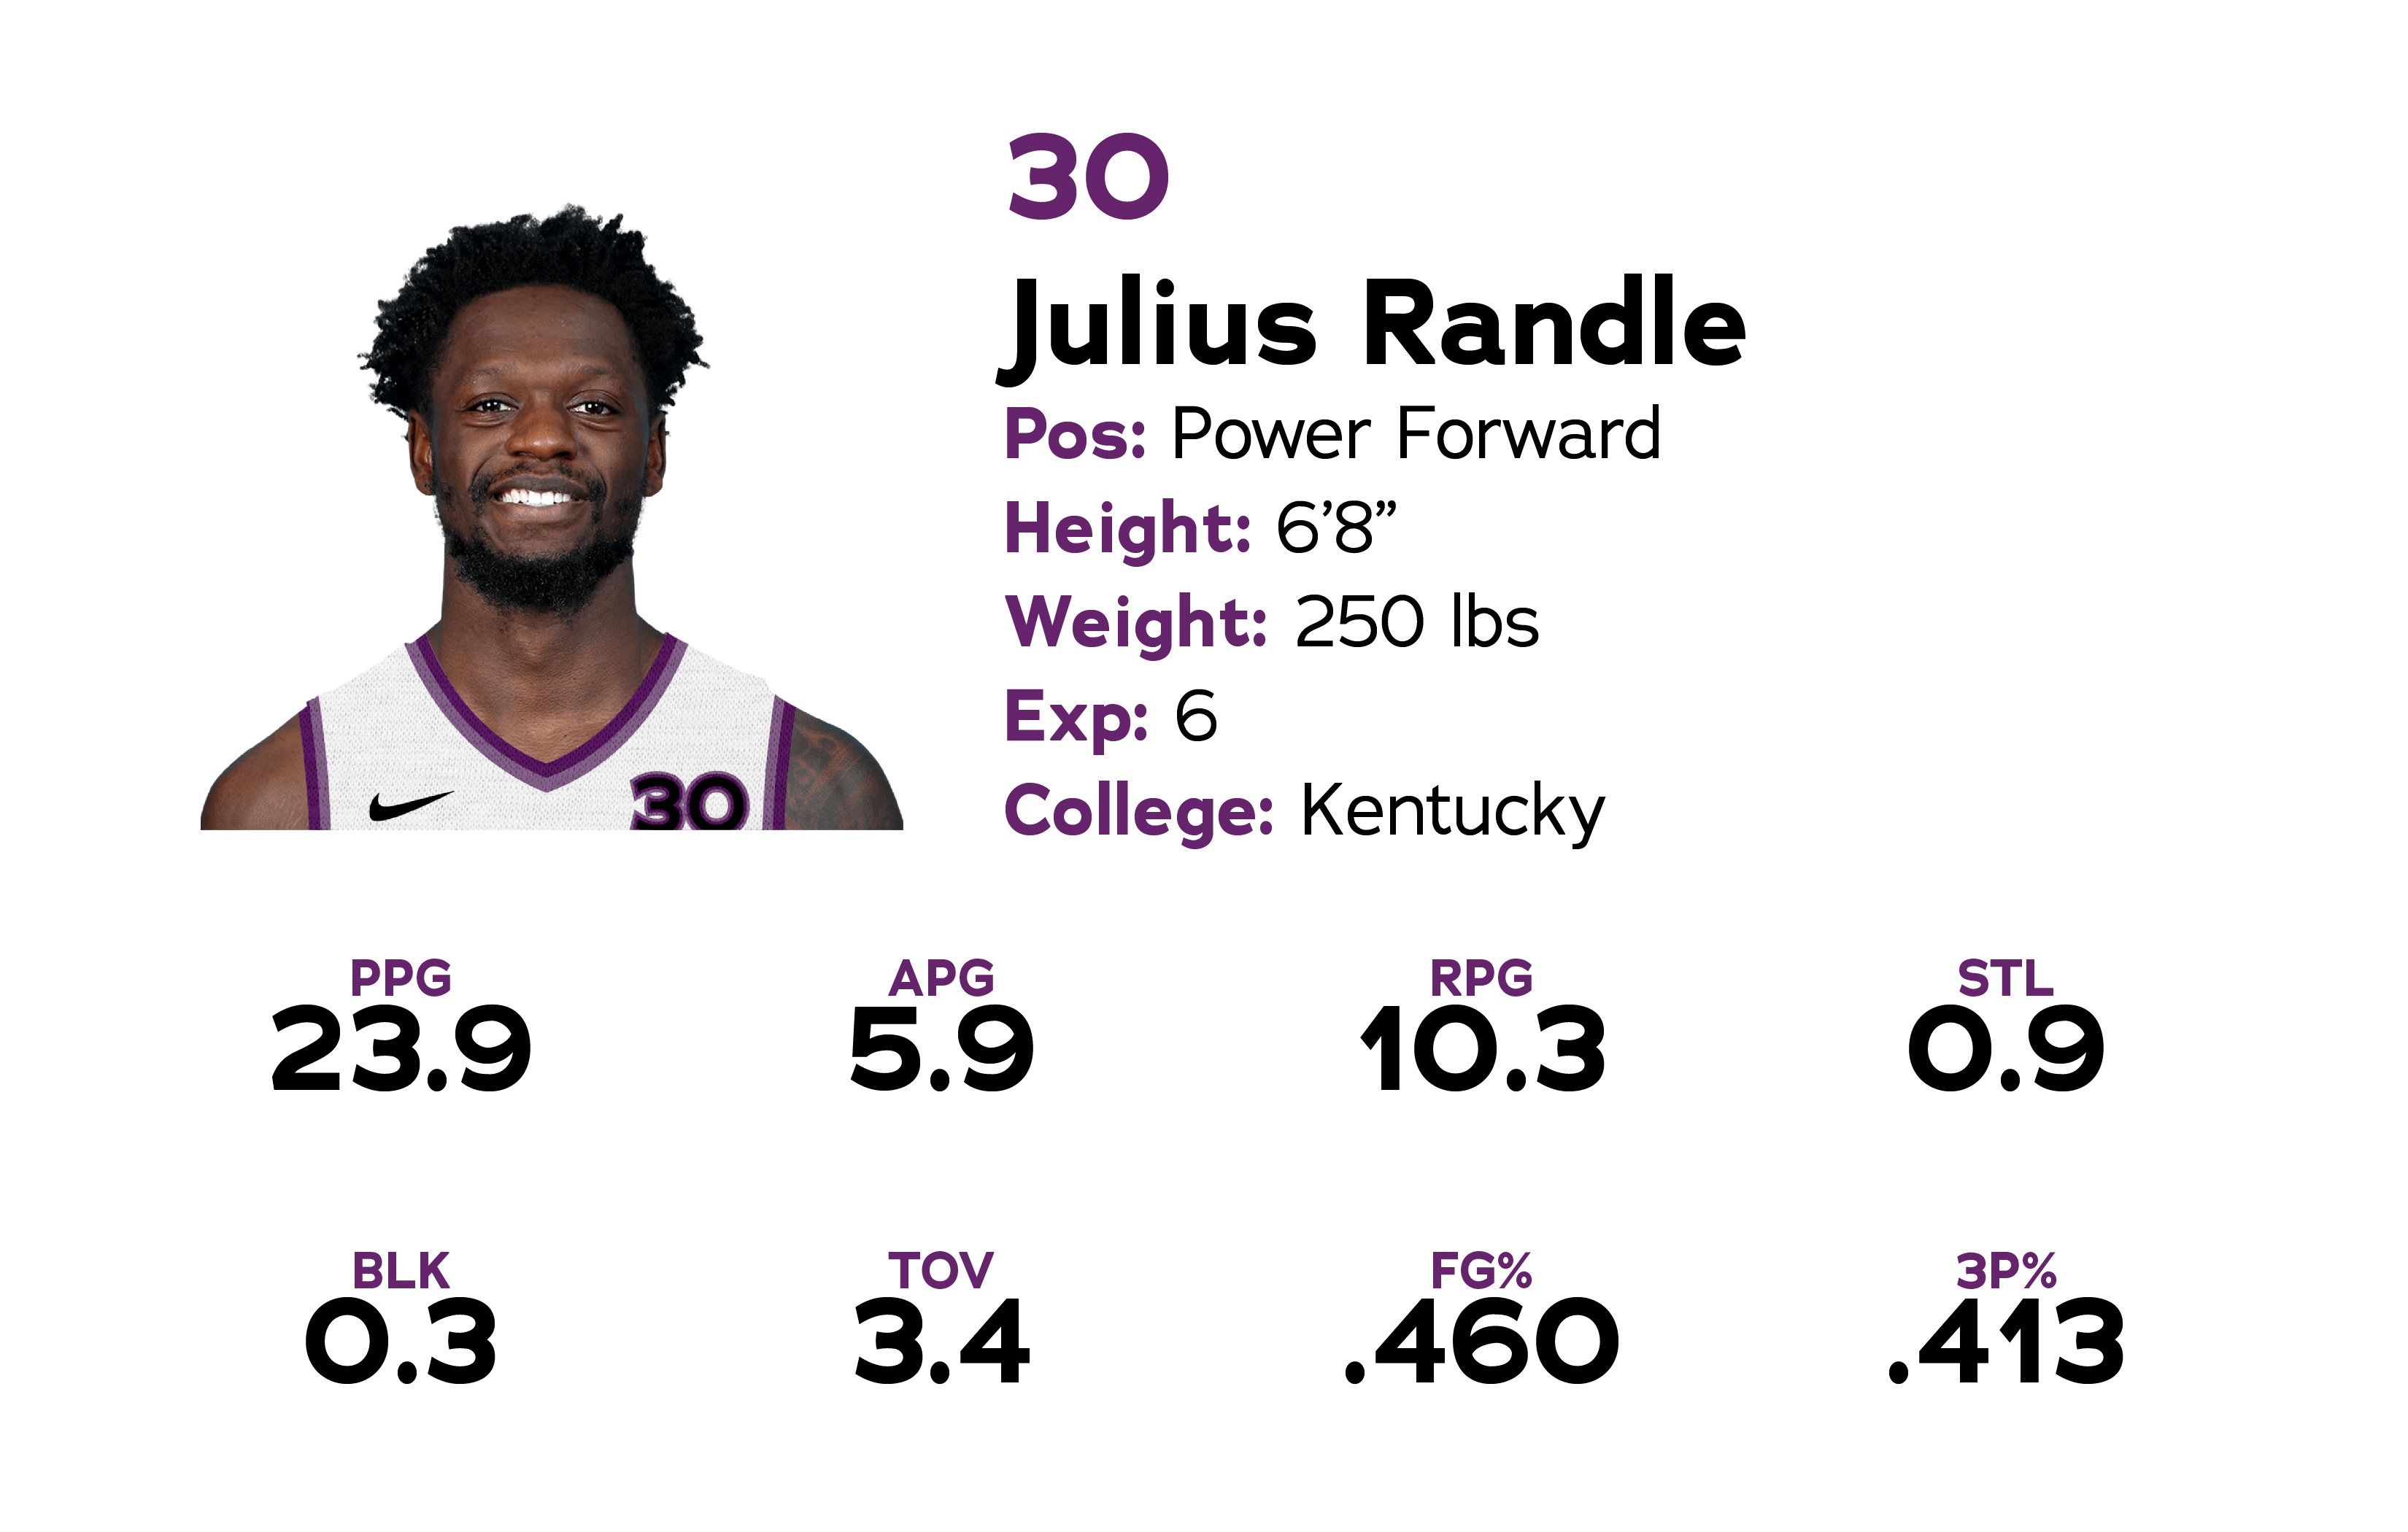 30
Julius Randle
Pos: Power Forward
Height: 6’8”
Weight: 250 lbs
Exp: 6
College: Kentucky
30
PPG APG RPG STL
23.9 5.9 10.3 0.9
BLK TOV FG% 3P%
0.3 3.4 .460 .413